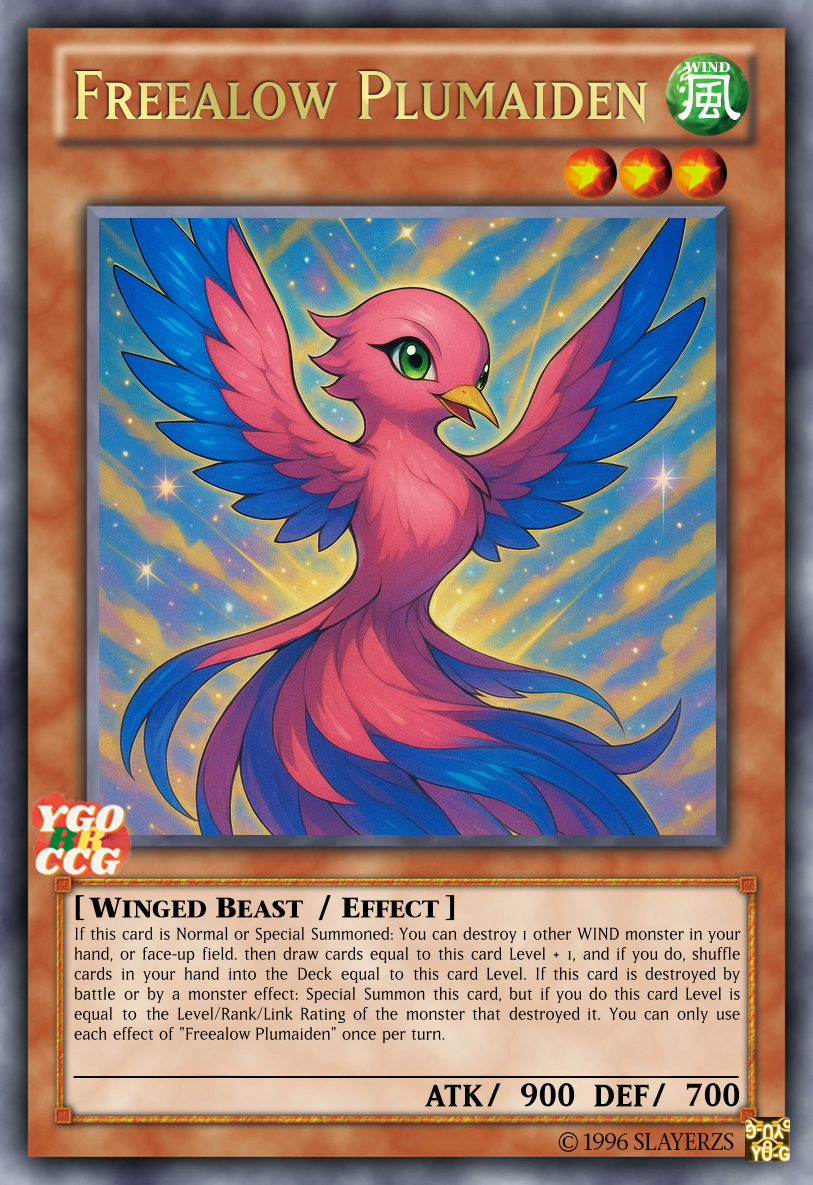 Freealow Plumaiden
WIND
風
YGO
BR
CCG
[ Winged Beast / Effect ]
If this card is Normal or Special Summoned: You can destroy 1 other WIND monster in your
hand, or face-up field. then draw cards equal to this card Level + 1, and if you do, shuffle
cards in your hand into the Deck equal to this card Level. If this card is destroyed by
battle or by a monster effect: Special Summon this card, but if you do this card Level is
equal to the Level/Rank/Link Rating of the monster that destroyed it. You can only use
each effect of "Freealow Plumaiden" once per turn.
ATK/ 900 DEF/ 700
© 1996 SLAYERZS